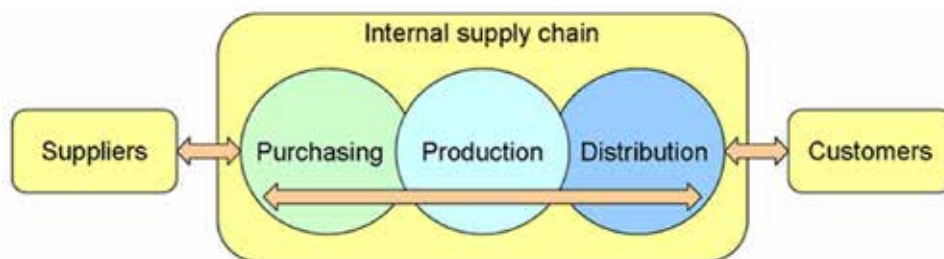 Internal supply chain
Suppliers
Purchasing
Production
Distribution
Customers